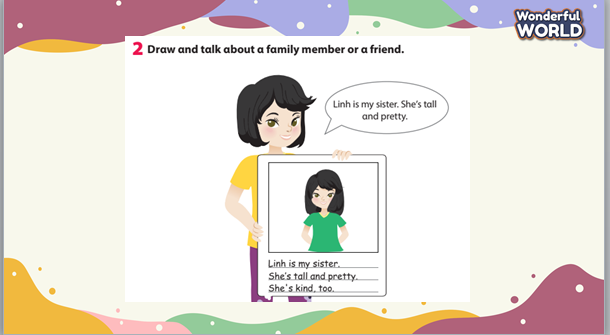 Wonderful
WORLD
2 Draw and talk about a family member or a friend.
Linh is my sister. She's tall
and pretty.
Linh is my sister.
She's tall and pretty.
She's kind, too.